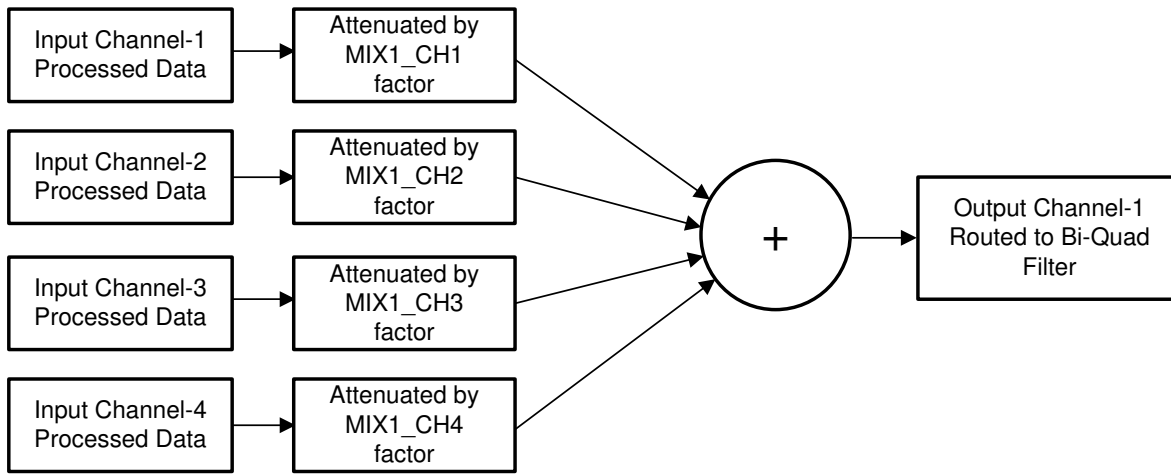 Input Channel-1
Processed Data
Attenuated by
MIX1_CH1
factor
Input Channel-2
Processed Data
Attenuated by
MIX1_CH2
factor
Input Channel-3
Processed Data
Attenuated by
MIX1_CH3
factor
Input Channel-4
Processed Data
Attenuated by
MIX1_CH4
factor
+
Output Channel-1
Routed to Bi-Quad
Filter